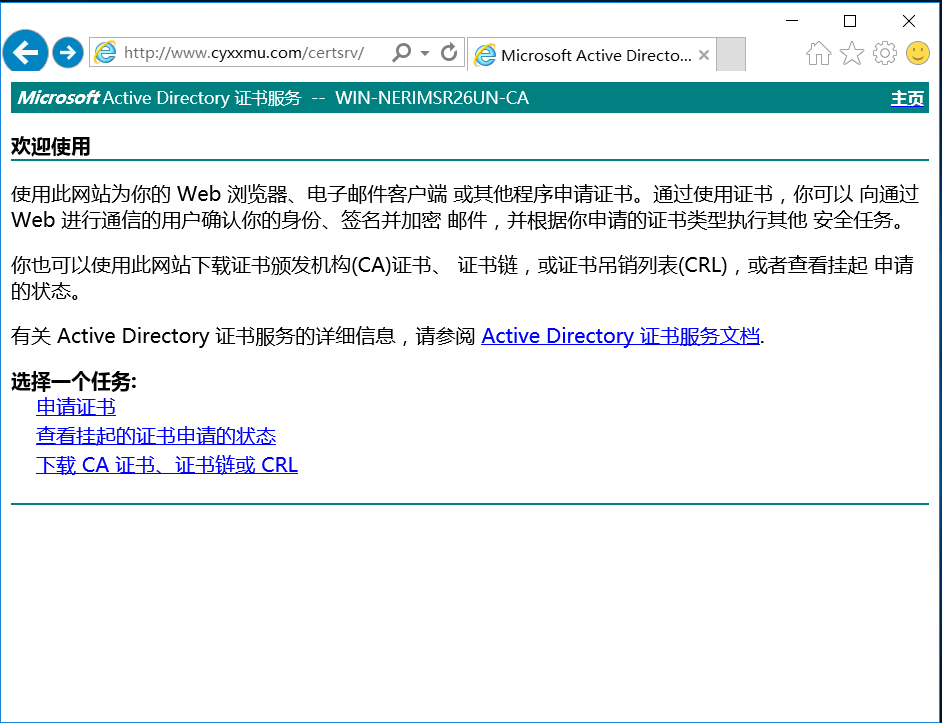 http://www.cyxxmu.com/certsrv/
Microsoft Active Directo...
Microsoft Active Directory 证书服务 -- WIN-NERIMSR26UN-CA
主页
欢迎使用
使用此网站为你的 Web 浏览器、电子邮件客户端 或其他程序申请证书。通过使用证书，你可以 向通过
Web 进行通信的用户确认你的身份、签名并加密 邮件，并根据你申请的证书类型执行其他 安全任务。
你也可以使用此网站下载证书颁发机构(CA)证书、 证书链，或证书吊销列表(CRL)，或者查看挂起 申请
的状态。
有关 Active Directory 证书服务的详细信息，请参阅 Active Directory 证书服务文档.
选择一个任务:
申请证书
查看挂起的证书申请的状态
下载 CA 证书、证书链或 CRL